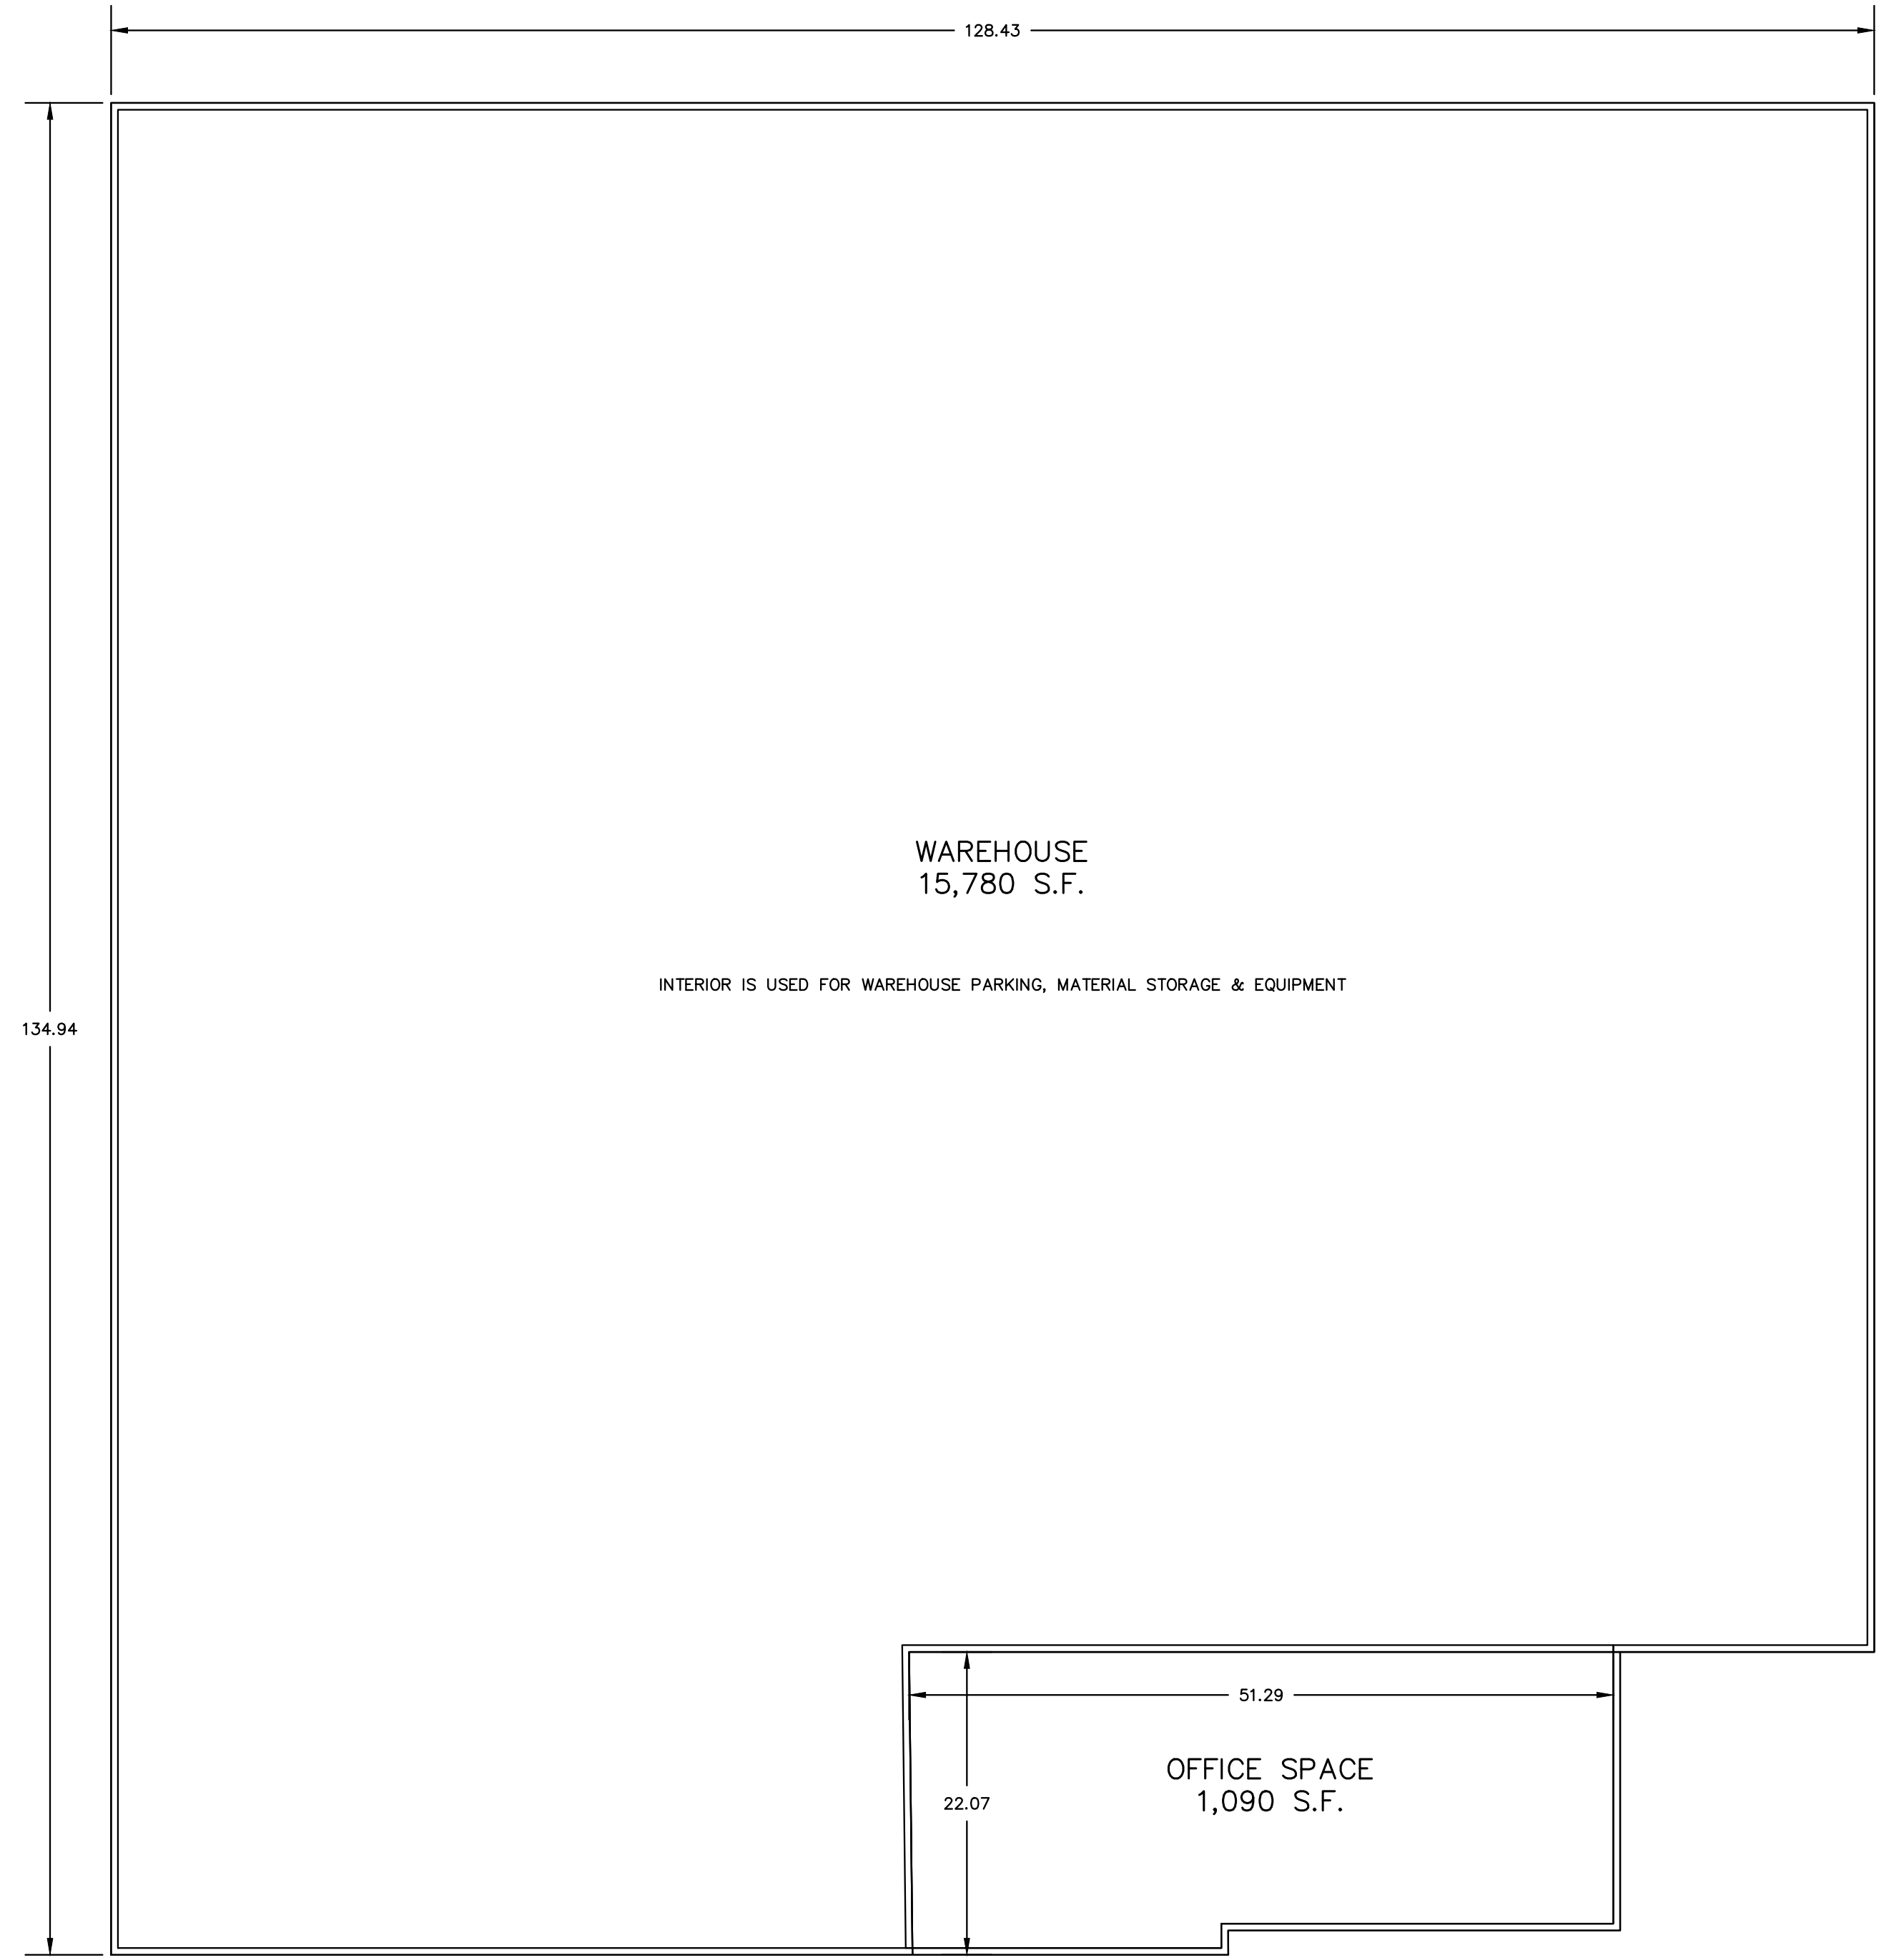 128.43
WAREHOUSE
15,780 S.F.
INTERIOR IS USED FOR WAREHOUSE PARKING, MATERIAL STORAGE & EQUIPMENT
134.94
51.29
OFFICE SPACE
1,090 S.F.
22.07